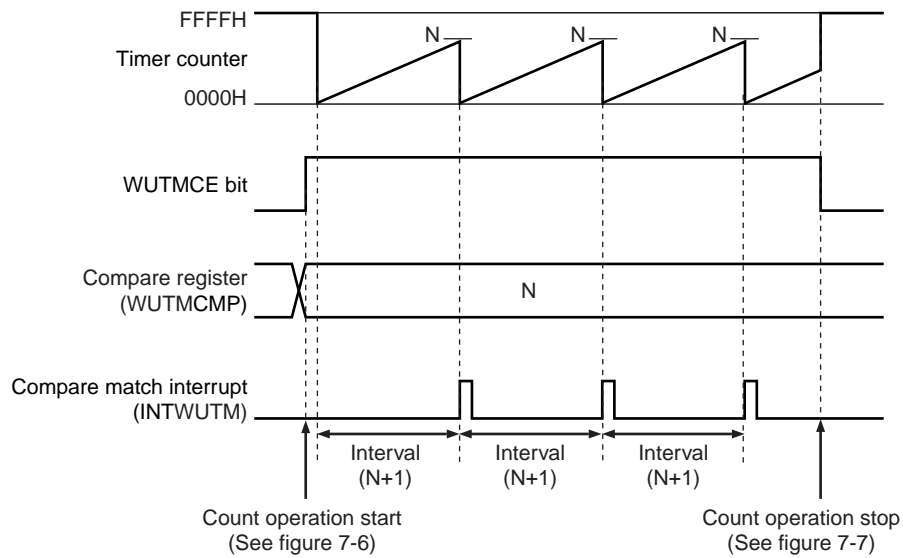 FFFFH
N N N
Timer counter
0000H
WUTMCE bit
Compare register
(WUTMCMP)
N
Compare match interrupt
(INTWUTM)
Interval
(N+1)
Interval
(N+1)
Interval
(N+1)
Count operation start
(See figure 7-6)
Count operation stop
(See figure 7-7)